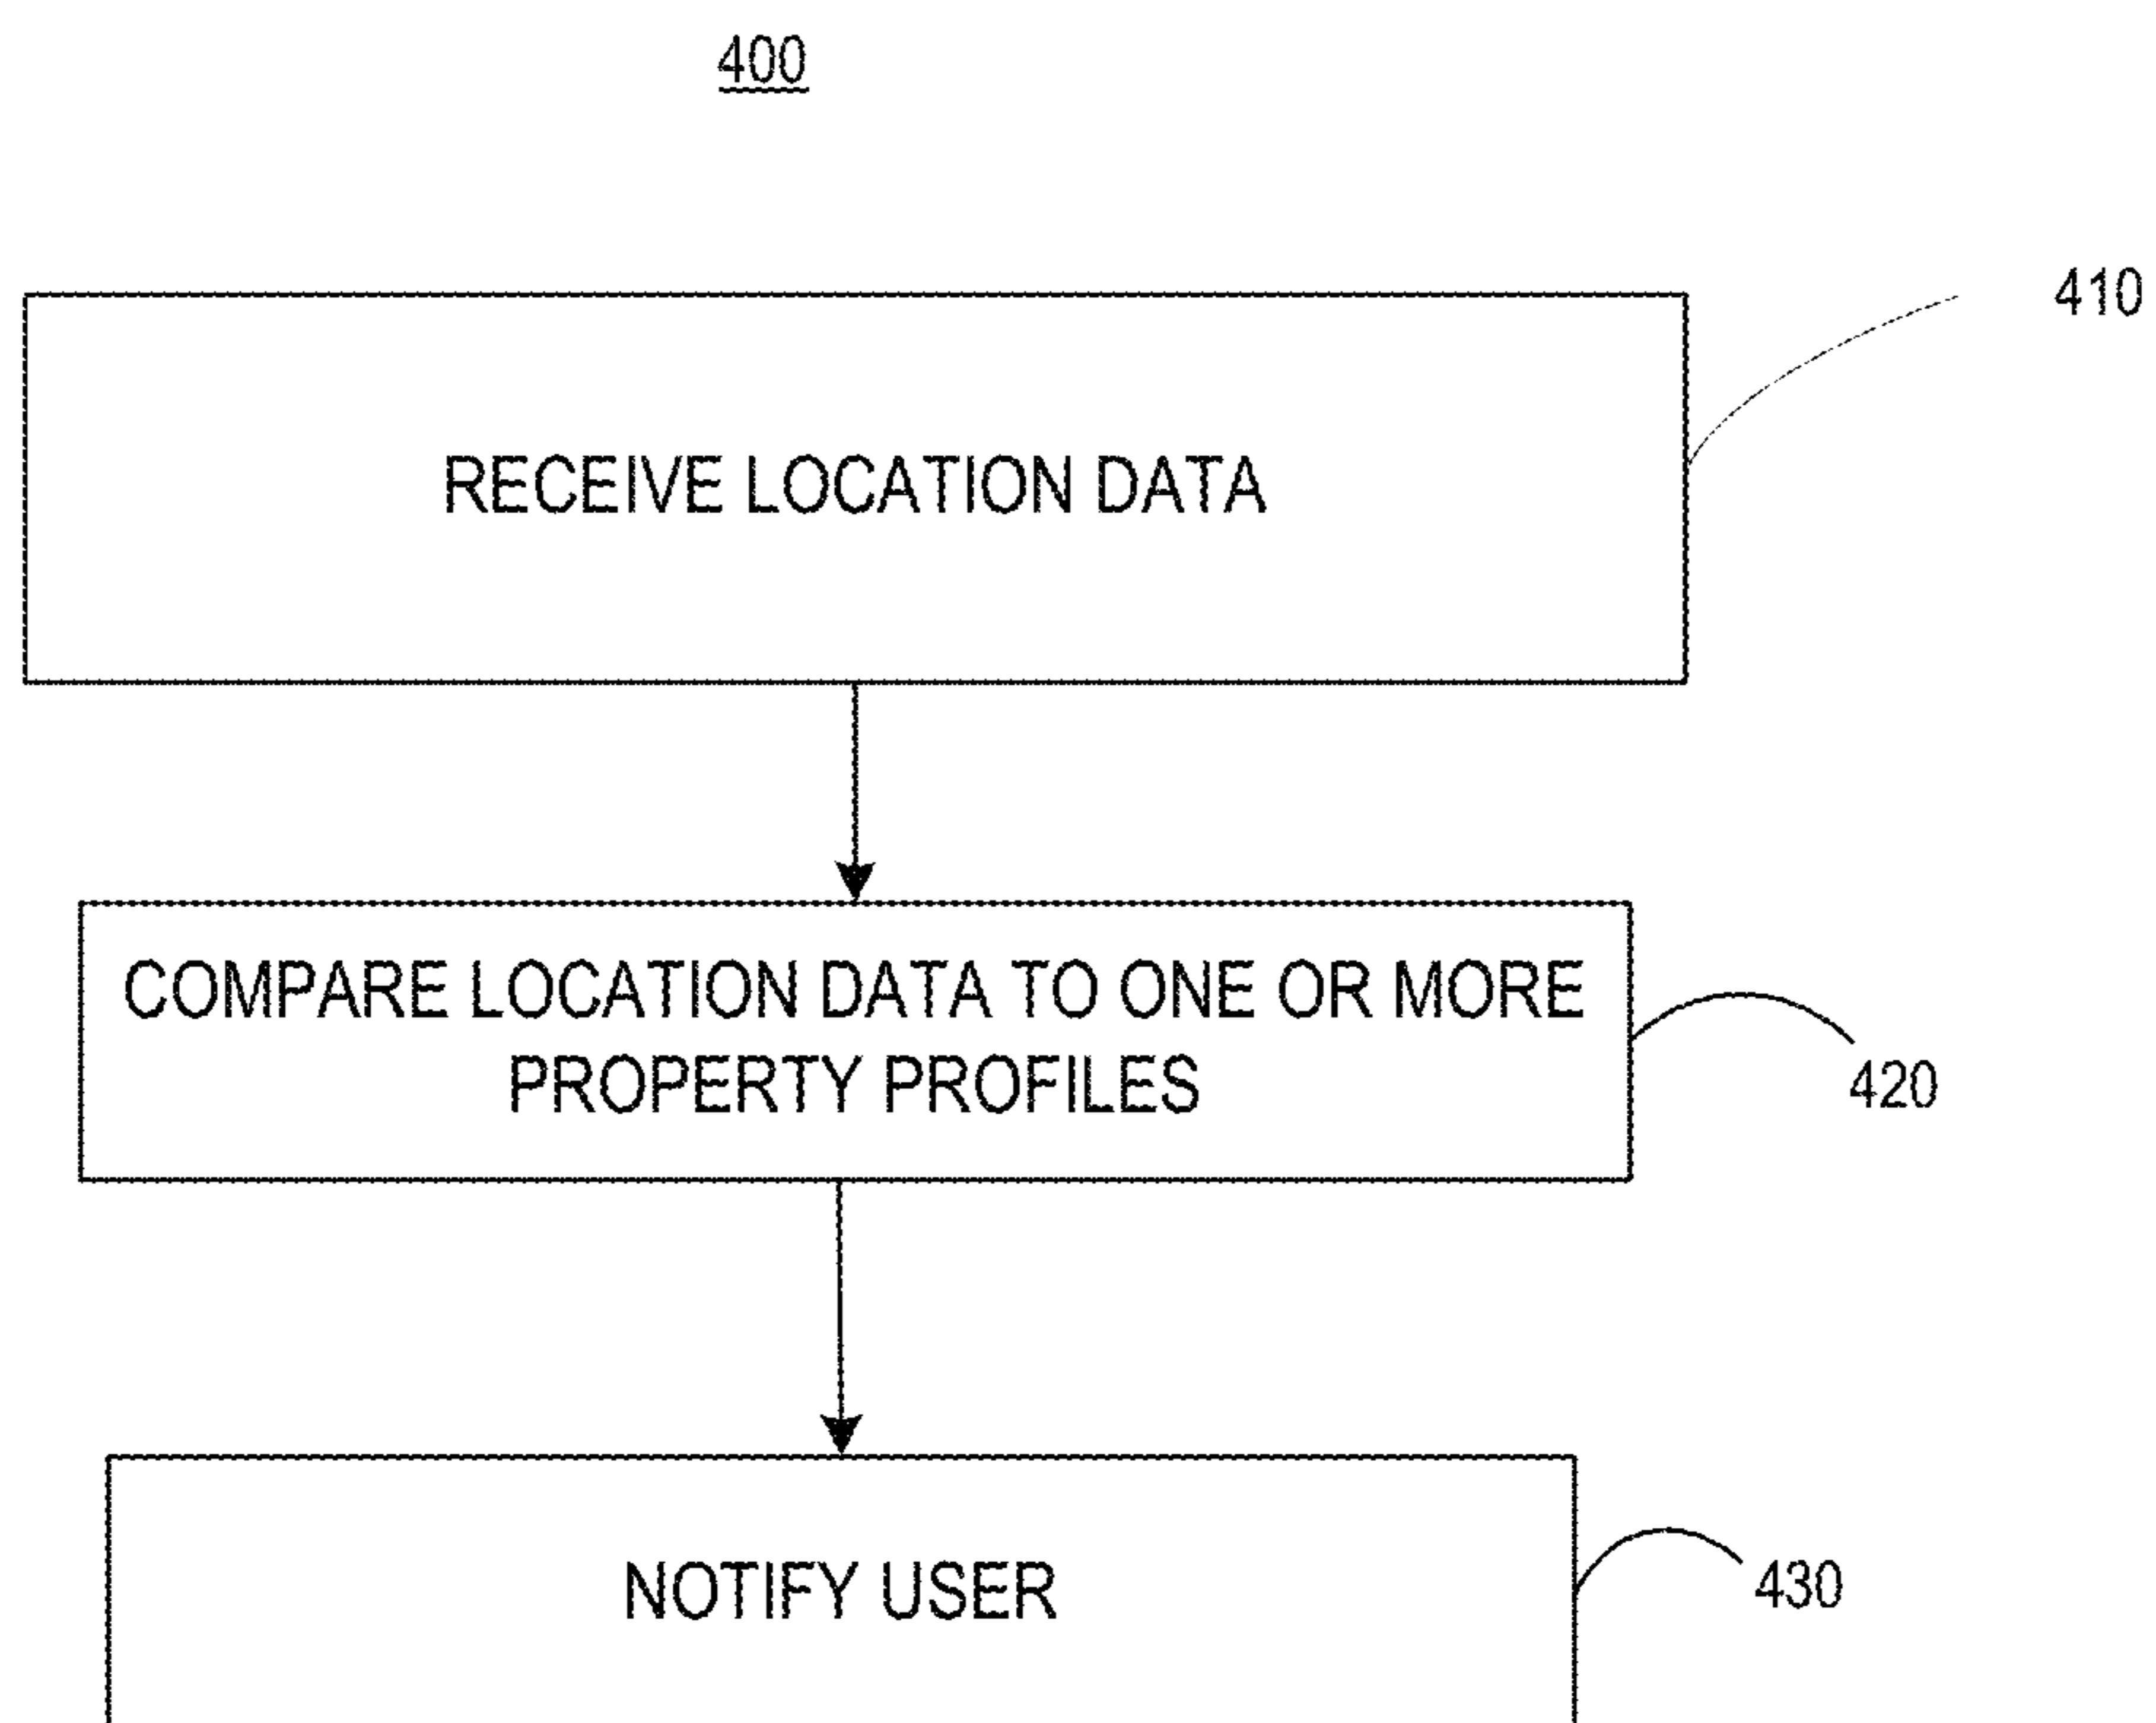 400
410
RECEIVE LOCATION DATA
COMPARE LOCATION DATA TO ONE OR MORE
PROPERTY PROFILES
420
NOTIFY USER
430